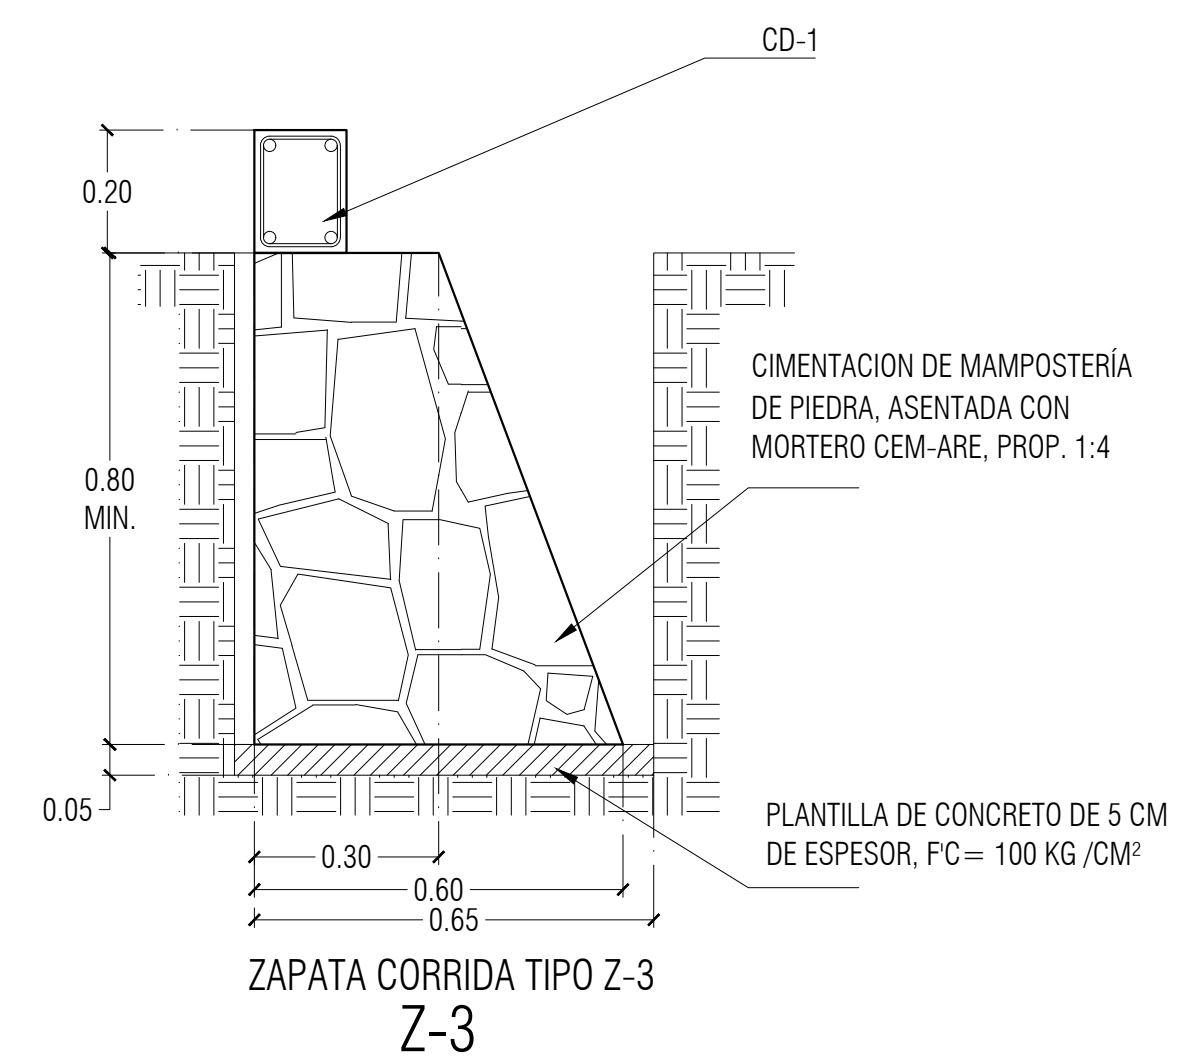 CD-1
0.20
CIMENTACION DE MAMPOSTERÍA
DE PIEDRA, ASENTADA CON
MORTERO CEM-ARE, PROP. 1:4
0.80
MIN.
0.05
PLANTILLA DE CONCRETO DE 5 CM
DE ESPESOR, F'C= 100 KG /CM²
0.30
0.60
0.65
ZAPATA CORRIDA TIPO Z-3
Z-3